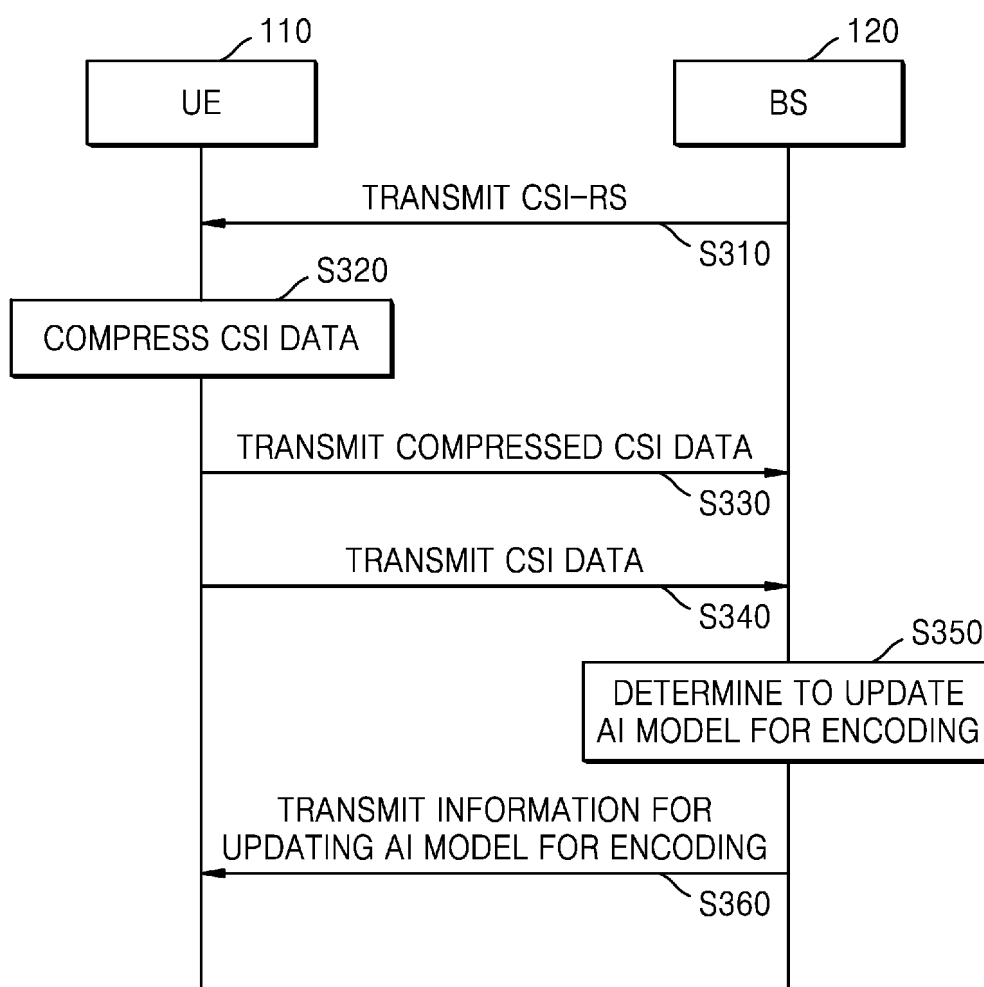 110
120
UE
BS
TRANSMIT CSI-RS
S310
S320
COMPRESS CSI DATA
TRANSMIT COMPRESSED CSI DATA
S330
TRANSMIT CSI DATA
S340
S350
DETERMINE TO UPDATE
AI MODEL FOR ENCODING
TRANSMIT INFORMATION FOR
UPDATING AI MODEL FOR ENCODING
S360